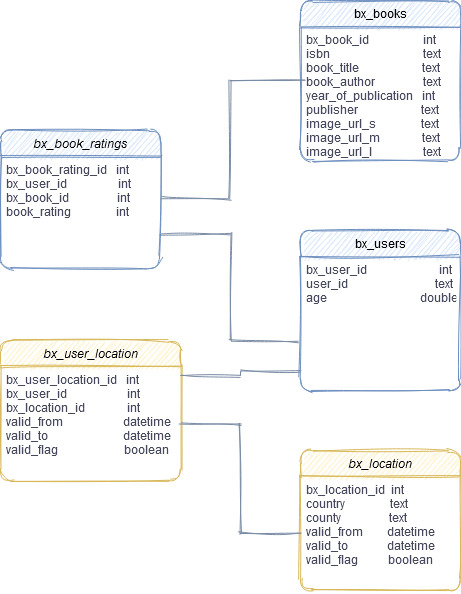 bx_books
bx_book_id int
isbn text
book_title text
book_author text
year_of_publication int
publisher text
image_url_s text
image_url_m text
image_url_l text
bx_book_ratings
bx_book_rating_id int
bx_user_id int
bx_book_id int
book_rating int
bx_users
bx_user_id int
user_id text
age double
bx_user_location
bx_user_location_id int
bx_user_id int
bx_location_id int
valid_from datetime
valid_to datetime
valid_flag boolean
bx_location
bx_location_id int
country text
county text
valid_from datetime
valid_to datetime
valid_flag boolean